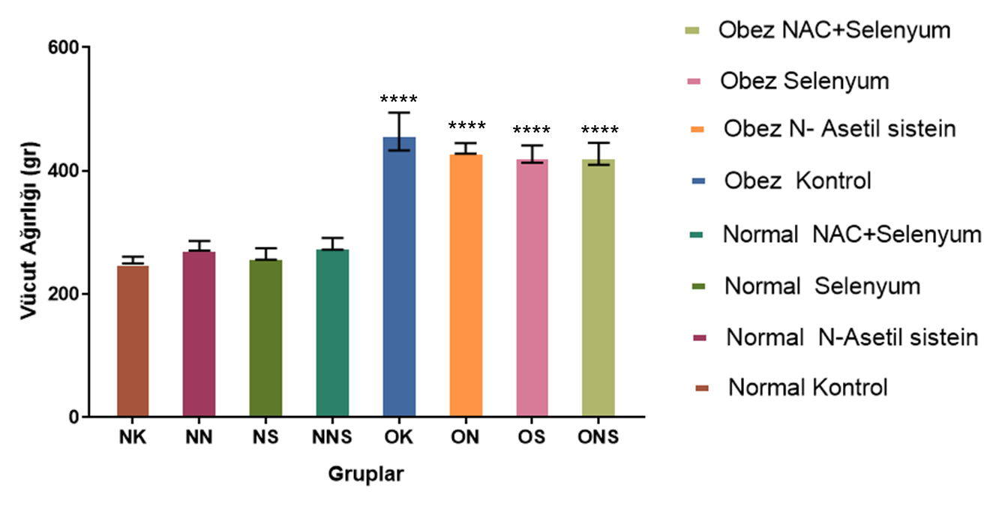 Obez NAC+Selenyum
600
Obez Selenyum
****
**** **** ****
Obez N- Asetil sistein
400
Obez Kontrol
Vücut Ağırlığı (gr)
Normal NAC+Selenyum
200
Normal Selenyum
Normal N-Asetil sistein
Normal Kontrol
0
NK NN NS NNS OK ON OS ONS
Gruplar